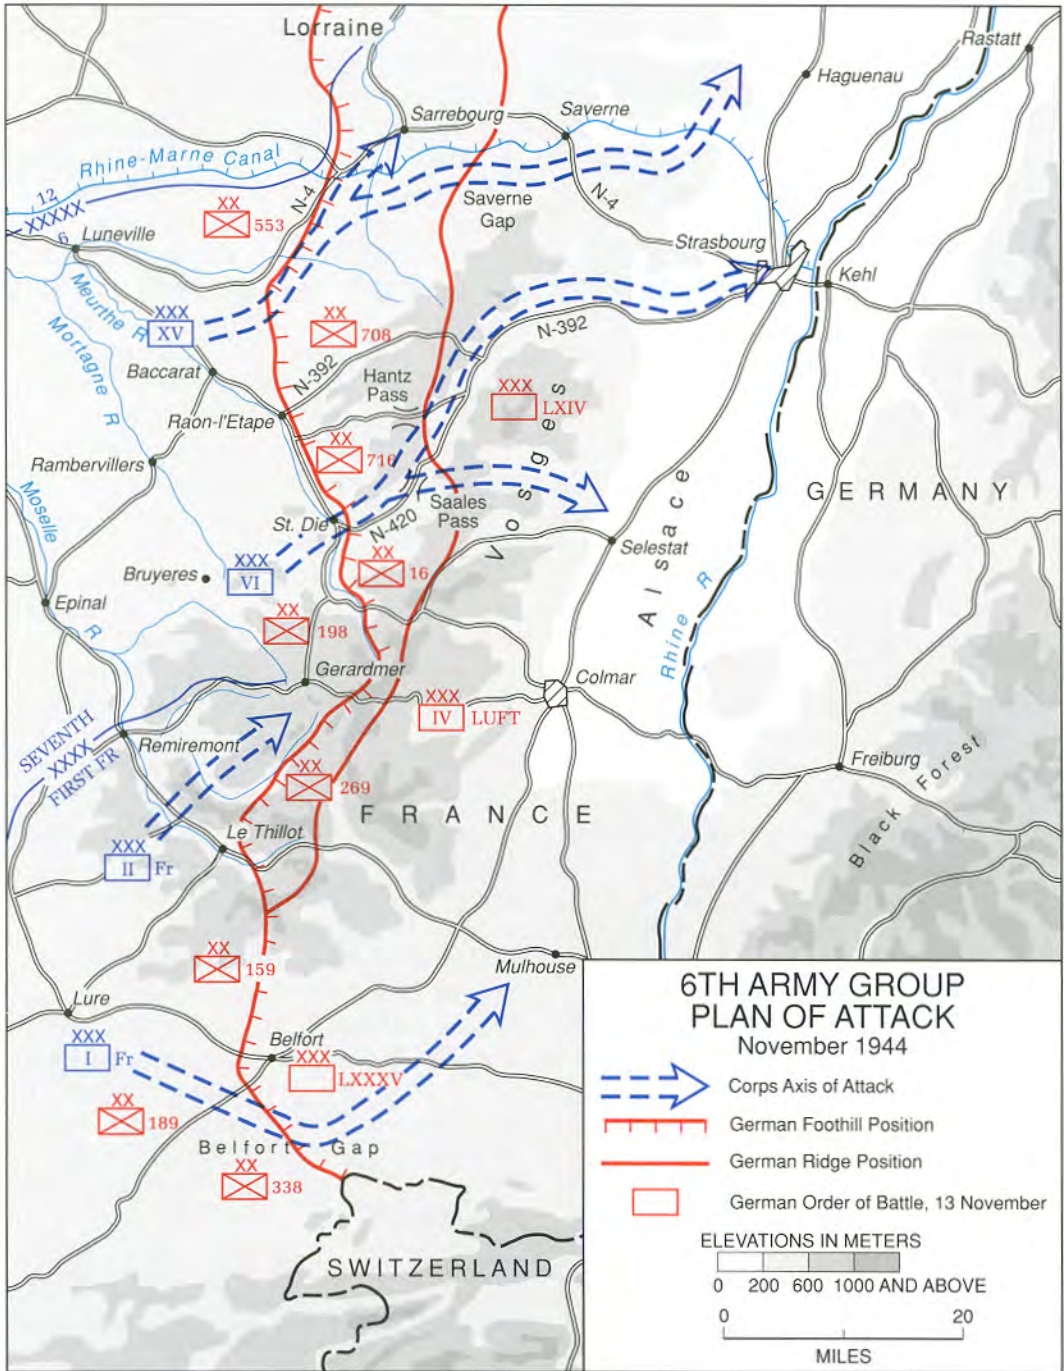 Lorraine
Rastatt
Haguenau
Sarrebourg
Saverne
Rhine-Marne Canal
12
XXXXX
6
N-4
Saverne
Gap
N-4
XX
553
Luneville
Strasbourg
Kehl
Meurthe R
Mortagne R
XXX
XV
XX
708
N-392
N-392
Baccarat
Hantz
Pass
XXX
LXIV
Raon-l'Etape
XX
716
Rambervillers
Vosges
Alsace
GERMANY
Moselle
R
St. Die
N-420
Saales
Pass
Selestat
XXX
VI
Bruyeres
XX
16
Epinal
Rhine R
XX
198
Gerardmer
Colmar
XXX
IV LUFT
SEVENTH
XXXX
FIRST FR
Remiremont
Freiburg
Black Forest
XX
269
FRANCE
Le Thillot
XXX
II Fr
XX
159
Mulhouse
Lure
XXX
I Fr
Belfort
XXX
LXXXV
XX
189
Belfort Gap
XX
338
SWITZERLAND
6TH ARMY GROUP
PLAN OF ATTACK
November 1944
Corps Axis of Attack
German Foothill Position
German Ridge Position
German Order of Battle, 13 November
ELEVATIONS IN METERS
0 200 600 1000 AND ABOVE
0 20
MILES